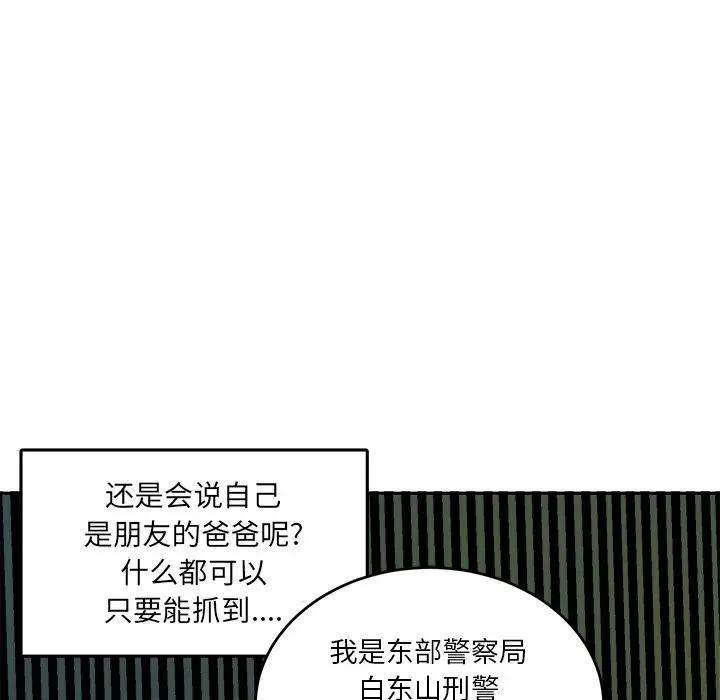 还是会说自己
是朋友的爸爸呢?
什么都可以
只要能抓到....
我是东部警察局
白东山刑警